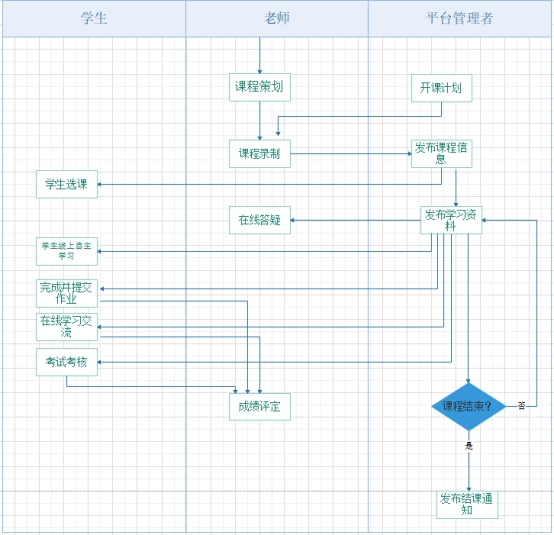 学生
老师
平台管理者
课程策划
开课计划
课程录制
发布课程信
息
学生选课
在线答疑
发布学习资
料
学生线上自主
学习
完成并提交
作业
在线学习交
流
考试考核
成绩评定
课程结束？
否
是
发布结课通
知